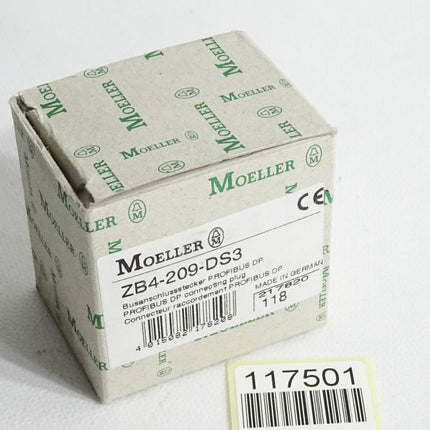 MOELLER
MOELLER
MOELLER
MOELLER
MOELLER
CE
MOELLER
ZB4-209-DS3
Busanschlussstecker PROFIBUS DP
PROFIBUS DP connecting plug
Connecteur raccordement PROFIBUS DP
MADE IN GERMANY
217820
118
117501